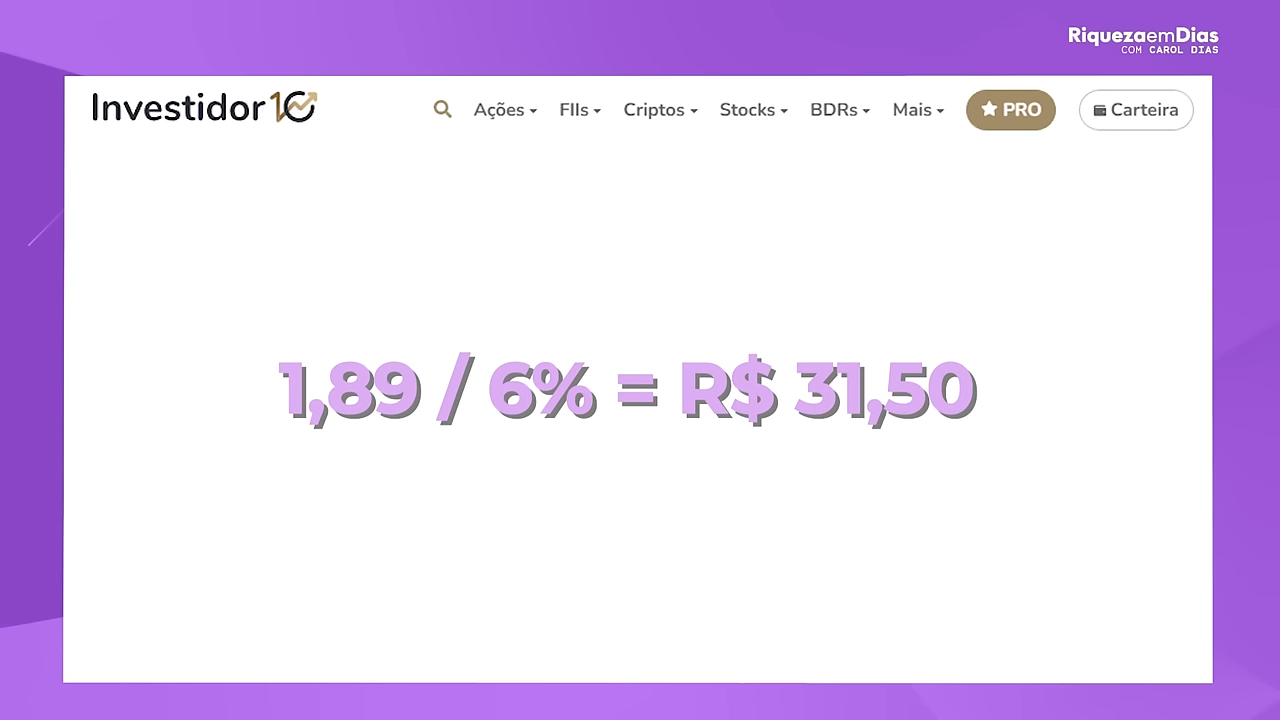 RiquezaemDias
COM CAROL DIAS
Investidor10 Ações FIIs Criptos Stocks BDRs Mais PRO Carteira
1,89 / 6% = R$ 31,50